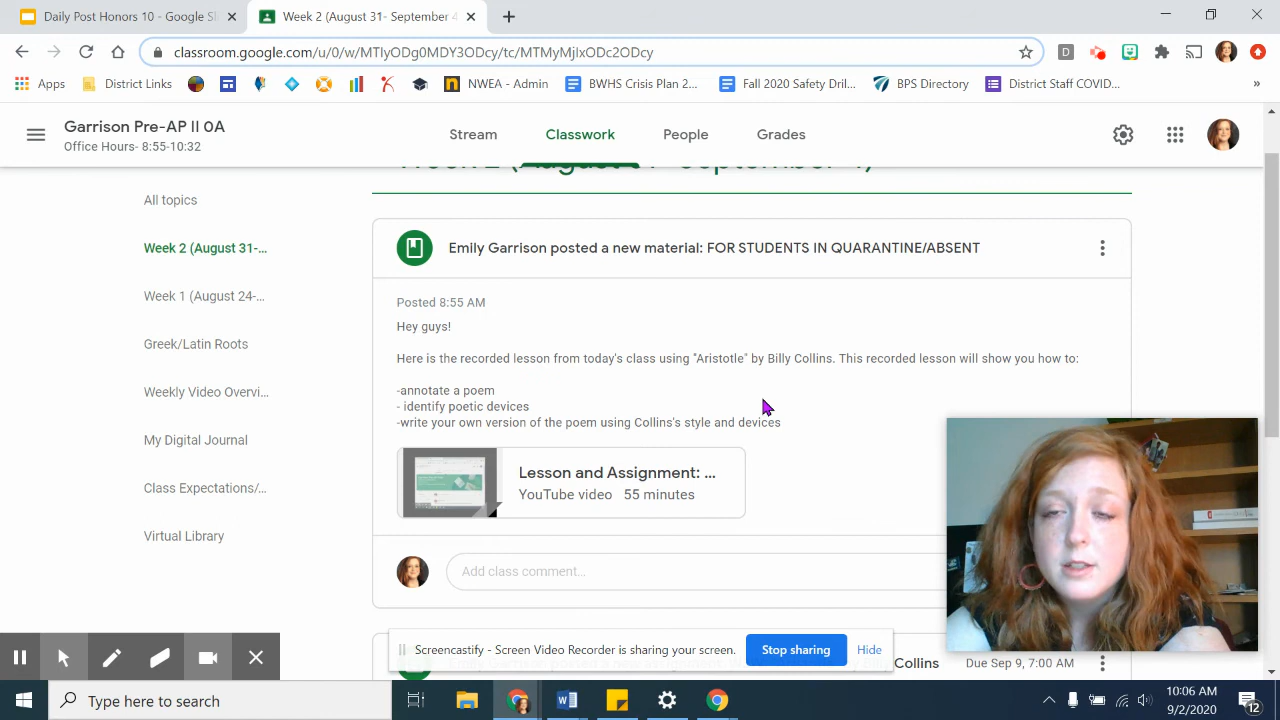 Daily Post Honors 10 - Google Sl
Week 2 (August 31- September 4
classroom.google.com/u/0/w/MTIyODg0MDY3ODcy/tc/MTMyMjIxODc2ODcy
Apps
District Links
NWEA - Admin
BWHS Crisis Plan 2...
Fall 2020 Safety Dril...
BPS Directory
District Staff COVID...
»
Garrison Pre-AP II 0A
Office Hours- 8:55-10:32
Stream
Classwork
People
Grades
All topics
Week 2 (August 31-...
Week 1 (August 24-...
Greek/Latin Roots
Weekly Video Overvi...
My Digital Journal
Class Expectations/...
Virtual Library
Week 2 (August 31- September 4)
Emily Garrison posted a new material: FOR STUDENTS IN QUARANTINE/ABSENT
Posted 8:55 AM
Hey guys!
Here is the recorded lesson from today's class using "Aristotle" by Billy Collins. This recorded lesson will show you how to:
-annotate a poem
- identify poetic devices
-write your own version of the poem using Collins's style and devices
Lesson and Assignment: ...
YouTube video 55 minutes
Add class comment...
Screencastify - Screen Video Recorder is sharing your screen.
Stop sharing
Hide
Collins
Due Sep 9, 7:00 AM
Type here to search
10:06 AM
9/2/2020
12